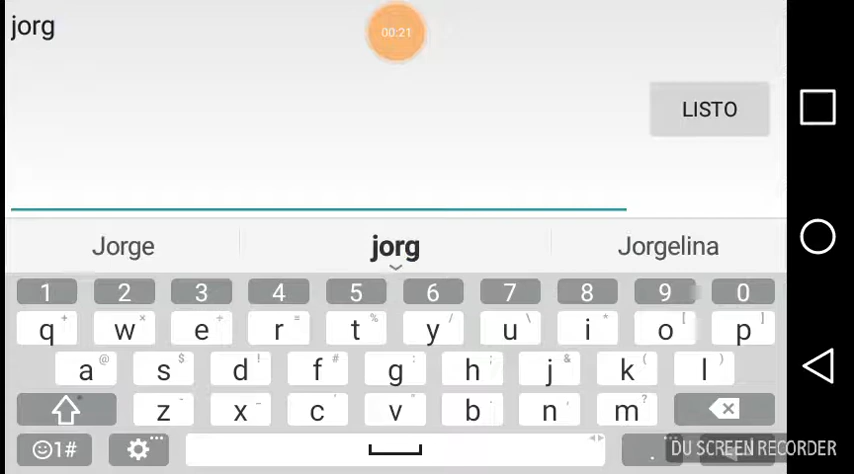 jorg
00:21
LISTO
Jorge jorg Jorgelina
1 2 3 4 5 6 7 8 9 0
q + w × e ÷ r = t % y / u \ i * o [ p ]
a @ s $ d ! f # g : h ; j & k ( l )
z - x _ c v b n , m ?
1# ... . ... DU SCREEN RECORDER